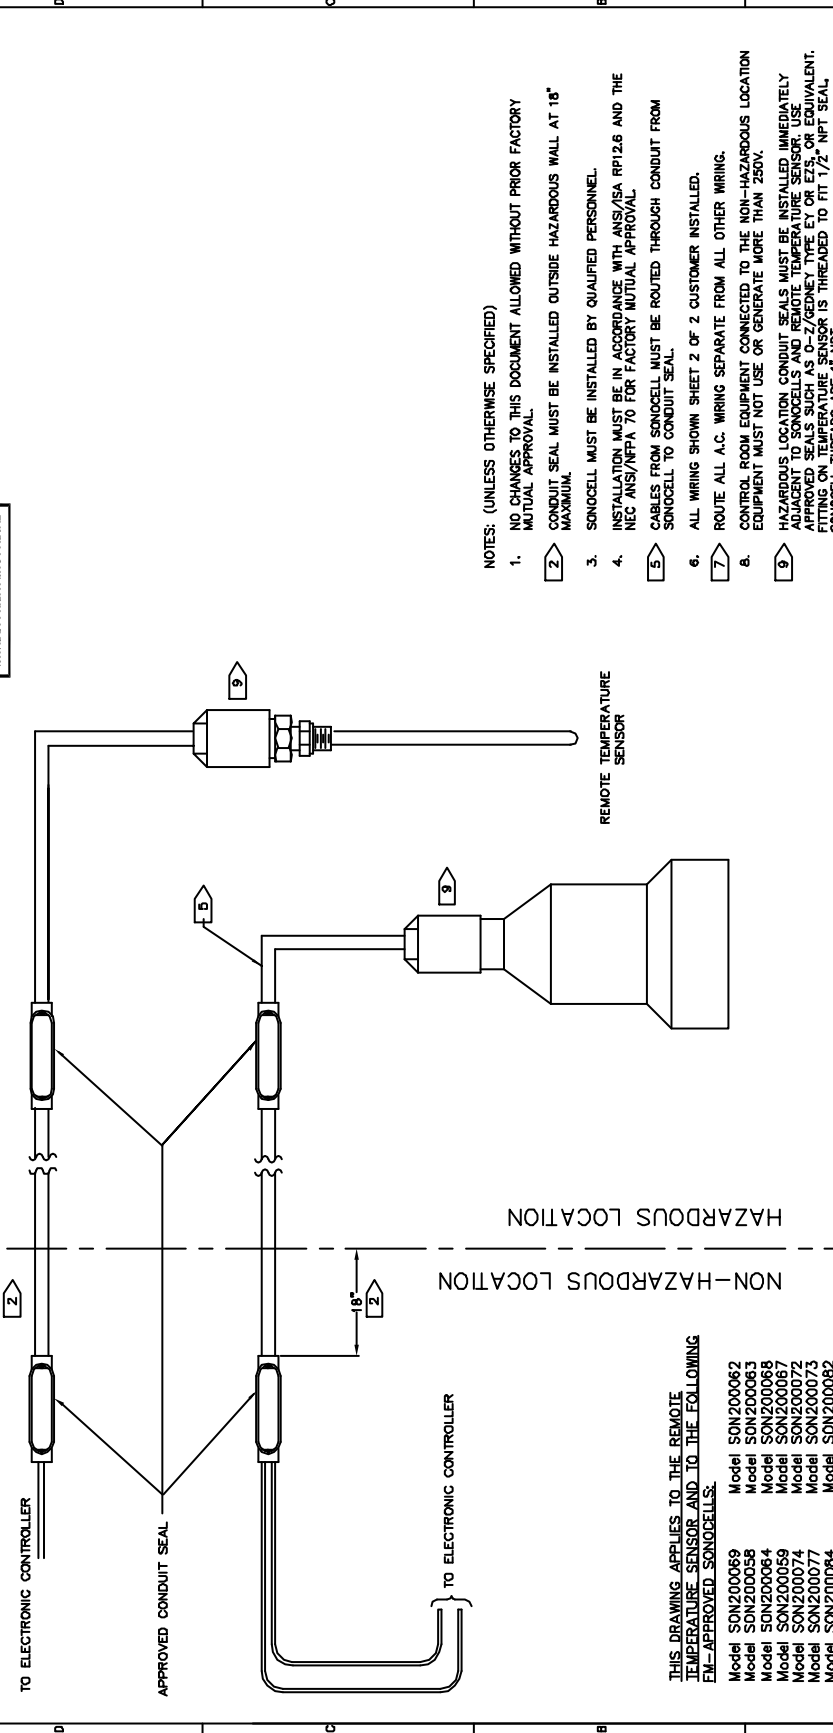 D
C
B
TO ELECTRONIC CONTROLLER
2
APPROVED CONDUIT SEAL
5
9
9
REMOTE TEMPERATURE
SENSOR
18"
2
TO ELECTRONIC CONTROLLER
NON-HAZARDOUS LOCATION
HAZARDOUS LOCATION
NOTES: (UNLESS OTHERWISE SPECIFIED)
1. NO CHANGES TO THIS DOCUMENT ALLOWED WITHOUT PRIOR FACTORY
MUTUAL APPROVAL.
2 CONDUIT SEAL MUST BE INSTALLED OUTSIDE HAZARDOUS WALL AT 18"
MAXIMUM.
3. SONOCELL MUST BE INSTALLED BY QUALIFIED PERSONNEL.
4. INSTALLATION MUST BE IN ACCORDANCE WITH ANSI/ISA RP12.6 AND THE
NEC ANSI/NFPA 70 FOR FACTORY MUTUAL APPROVAL.
5 CABLES FROM SONOCELL MUST BE ROUTED THROUGH CONDUIT FROM
SONOCELL TO CONDUIT SEAL.
6. ALL WIRING SHOWN SHEET 2 OF 2 CUSTOMER INSTALLED.
7 ROUTE ALL A.C. WIRING SEPARATE FROM ALL OTHER WIRING.
8. CONTROL ROOM EQUIPMENT CONNECTED TO THE NON-HAZARDOUS LOCATION
EQUIPMENT MUST NOT USE OR GENERATE MORE THAN 250V.
9 HAZARDOUS LOCATION CONDUIT SEALS MUST BE INSTALLED IMMEDIATELY
ADJACENT TO SONOCELLS AND REMOTE TEMPERATURE SENSOR. USE
APPROVED SEALS SUCH AS O-Z/GEDNEY TYPE EY OR EZS, OR EQUIVALENT.
FITTING ON TEMPERATURE SENSOR IS THREADED TO FIT 1/2" NPT SEAL,
THIS DRAWING APPLIES TO THE REMOTE
TEMPERATURE SENSOR AND TO THE FOLLOWING
FM-APPROVED SONOCELLS:
Model SON200069 Model SON200062
Model SON200058 Model SON200063
Model SON200064 Model SON200068
Model SON200059 Model SON200067
Model SON200074 Model SON200072
Model SON200077 Model SON200073
Model SON200084 Model SON200082
D
C
B